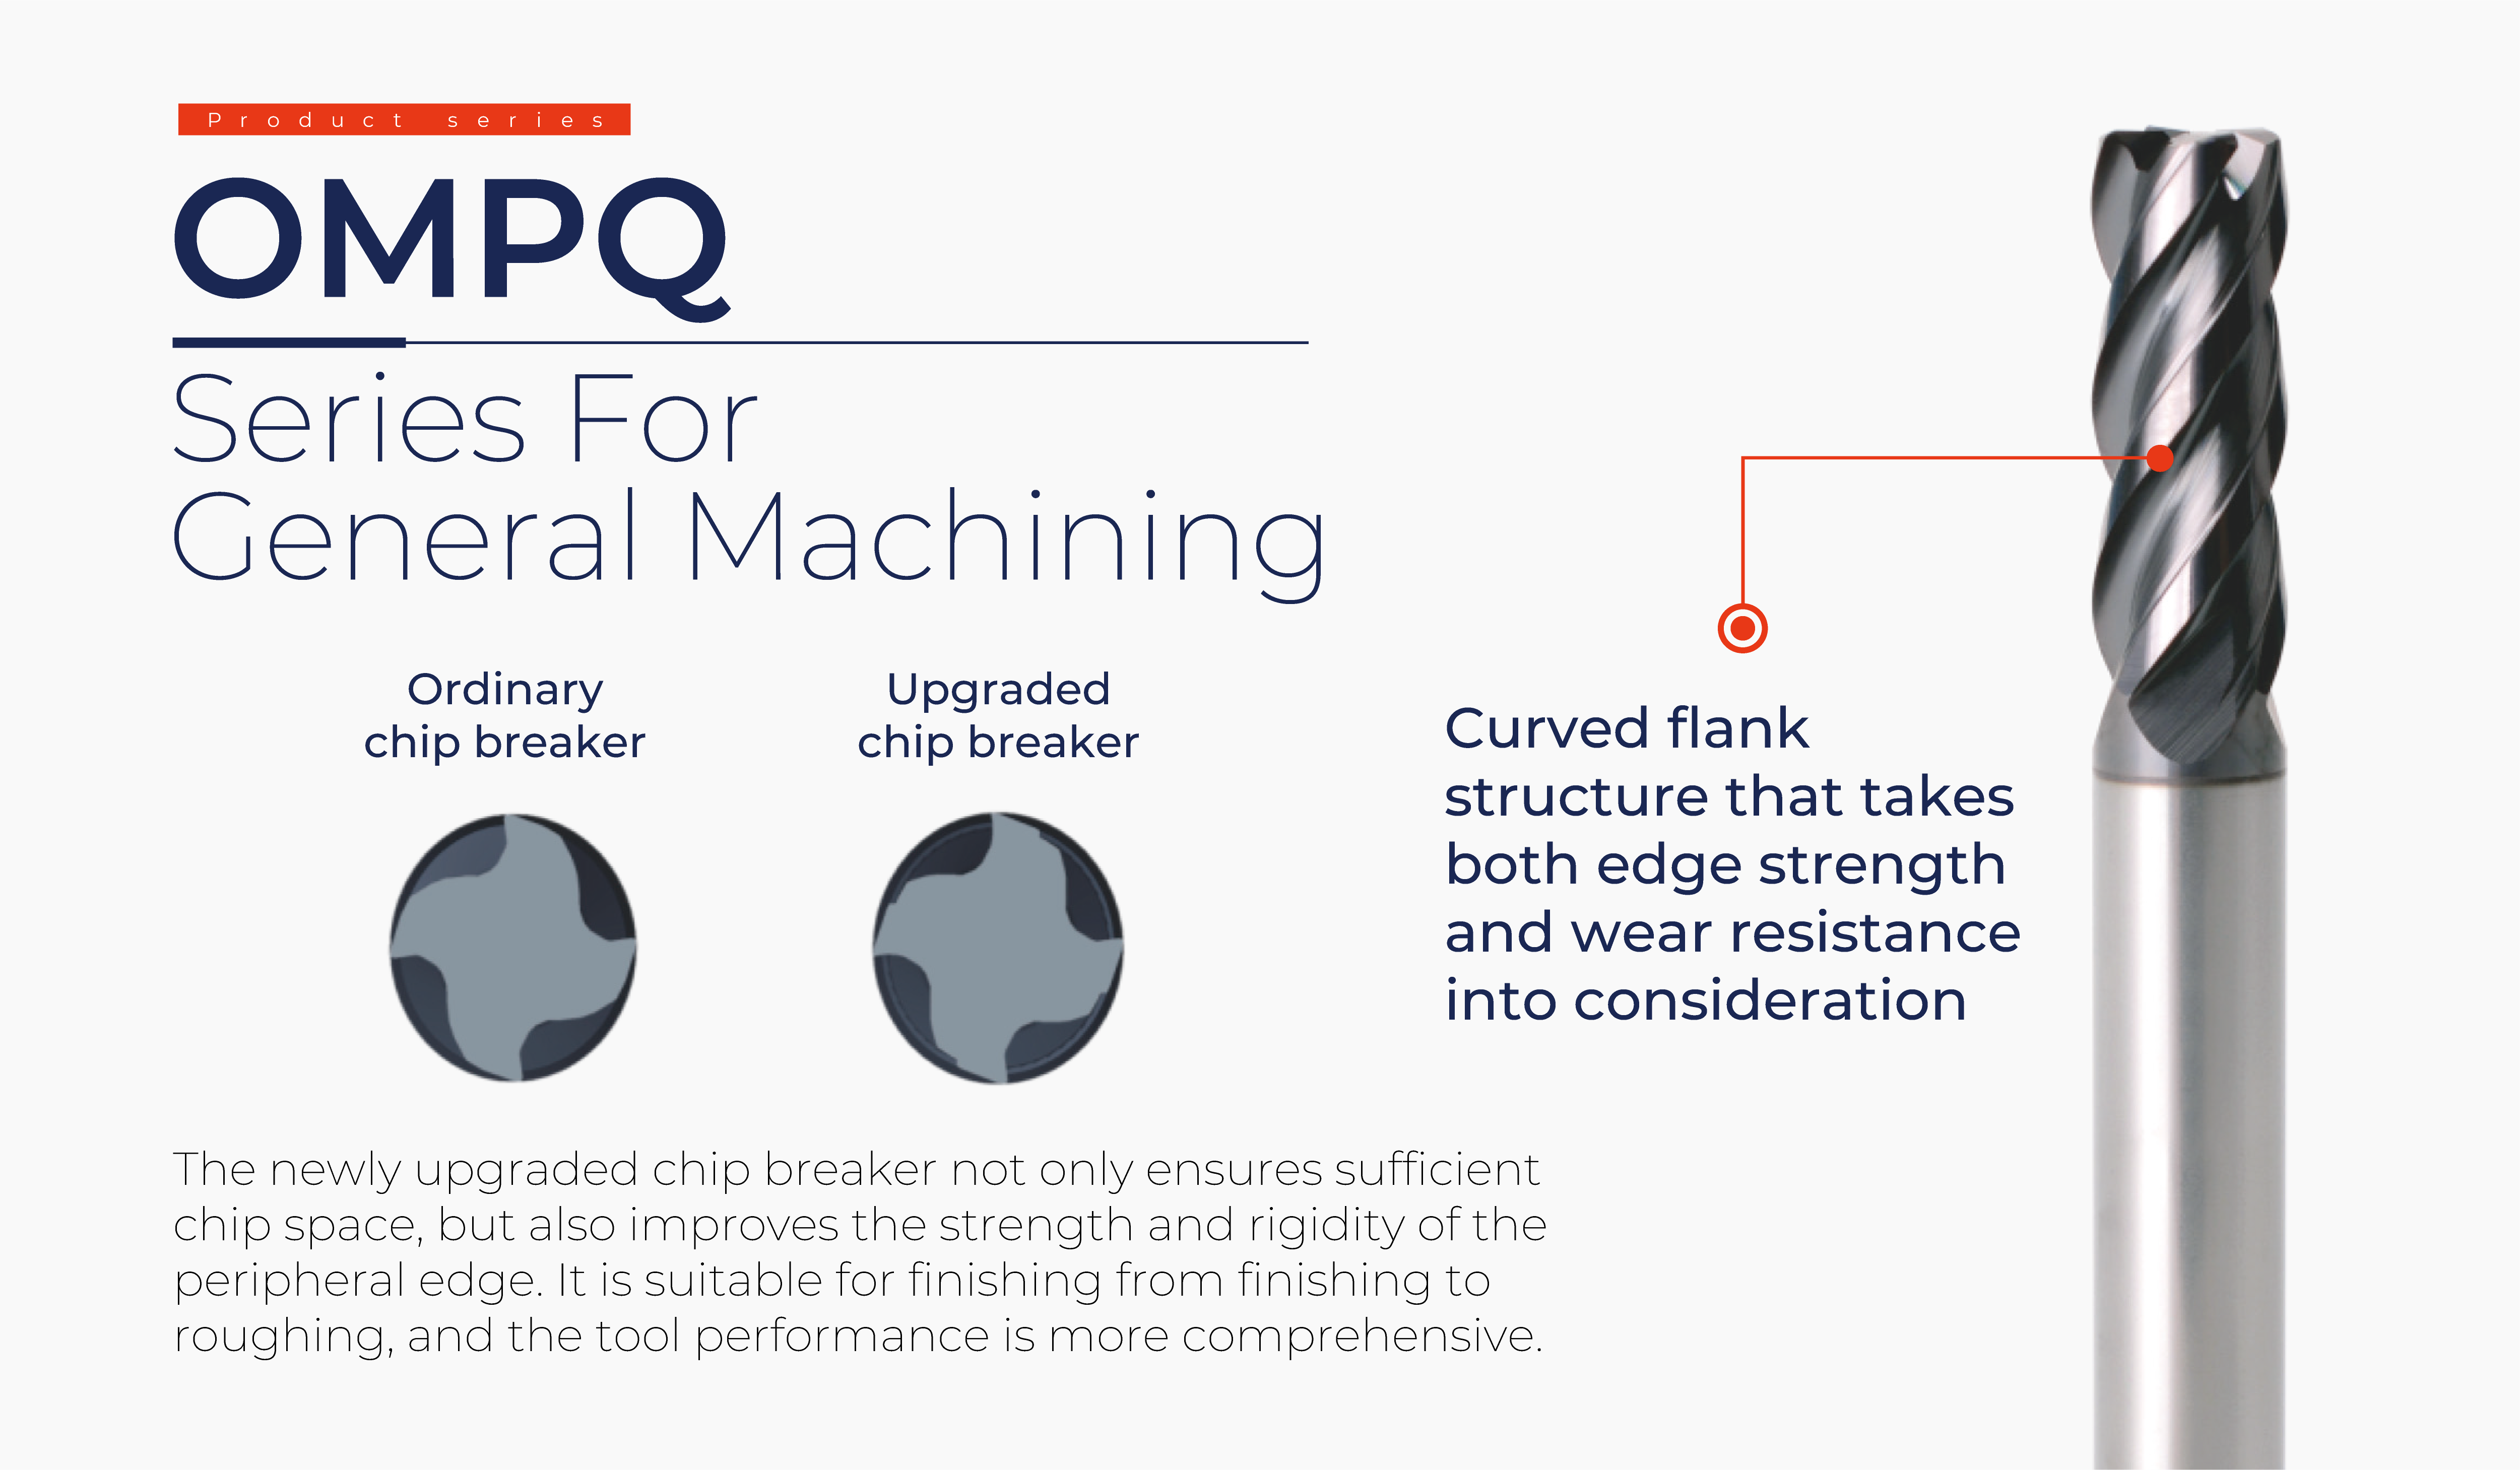 Product series
OMPQ
Series For
General Machining
Ordinary
chip breaker
Upgraded
chip breaker
Curved flank
structure that takes
both edge strength
and wear resistance
into consideration
The newly upgraded chip breaker not only ensures sufficient
chip space, but also improves the strength and rigidity of the
peripheral edge. It is suitable for finishing from finishing to
roughing, and the tool performance is more comprehensive.